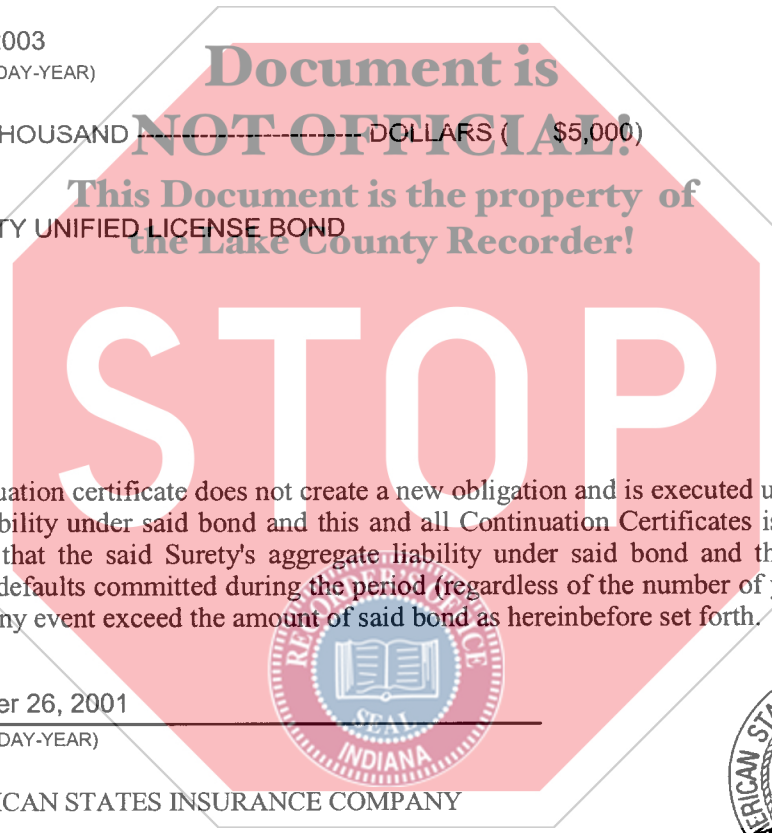 2003
DAY-YEAR)
Document is
HOUSAND ----------------------- DOLLARS ( $5,000)
NOT OFFICIAL!
This Document is the property of
TY UNIFIED LICENSE BOND
the Lake County Recorder!
STOP
uation certificate does not create a new obligation and is executed u
bility under said bond and this and all Continuation Certificates is
that the said Surety's aggregate liability under said bond and th
defaults committed during the period (regardless of the number of y
ny event exceed the amount of said bond as hereinbefore set forth.
RECORDER'S OFFICE
SEAL
INDIANA
er 26, 2001
DAY-YEAR)
ICAN STATES INSURANCE COMPANY
ERICAN STA